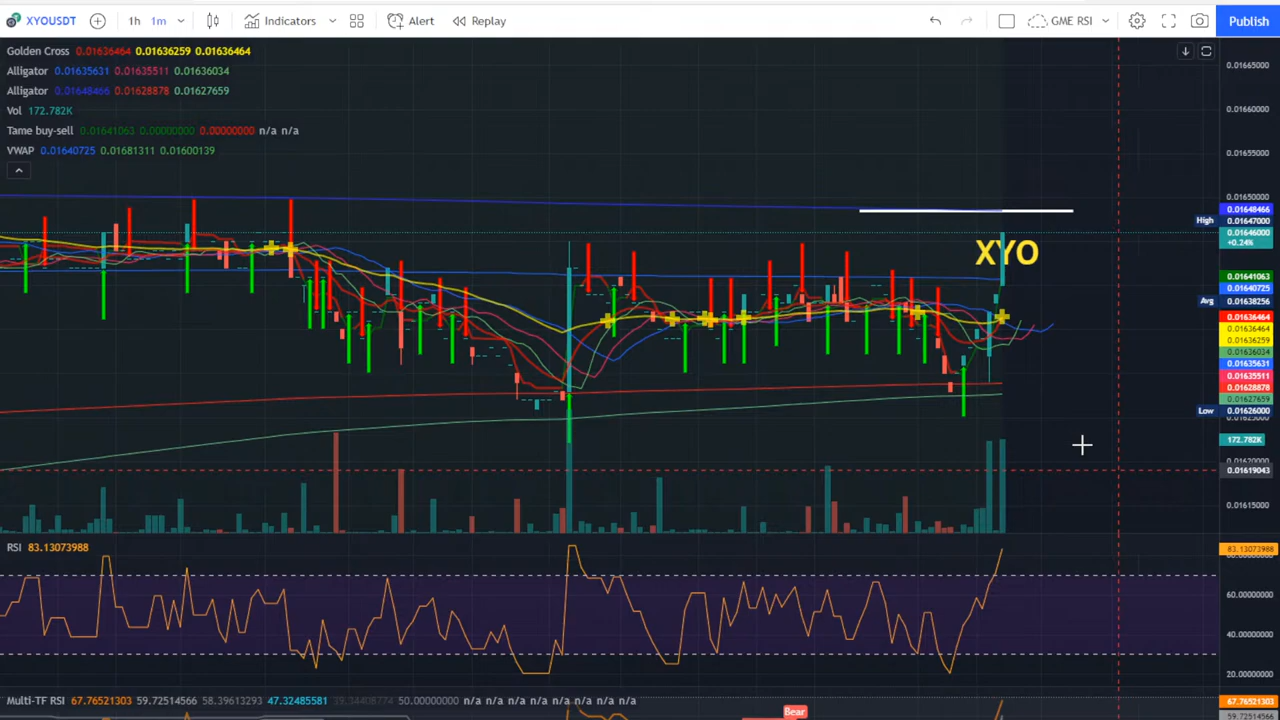 XYOUSDT 1h 1m Indicators Alert Replay GME RSI Publish
Golden Cross 0.01636464 0.01636259 0.01636464
Alligator 0.01635631 0.01635511 0.01636034
Alligator 0.01648466 0.01628878 0.01627659
Vol 172.782K
Tame buy-sell 0.01641063 0.00000000 0.00000000 n/a n/a
VWAP 0.01640725 0.01681311 0.01600139
XYO
0.01665000
0.01660000
0.01655000
0.01650000
0.01648466
High 0.01647000
0.01646000
+0.24%
0.01641063
0.01640725
Avg 0.01638256
0.01636464
0.01636464
0.01636259
0.01636034
0.01635631
0.01635511
0.01628878
0.01627659
Low 0.01626000
172.782K
0.01619043
0.01615000
RSI 83.13073988
83.13073988
60.00000000
40.00000000
20.00000000
Multi-TF RSI 67.76521303 59.72514566 58.39613293 47.32485581 39.34408774 50.00000000 n/a n/a n/a n/a n/a n/a n/a n/a
67.76521303
Bear
59.72514566